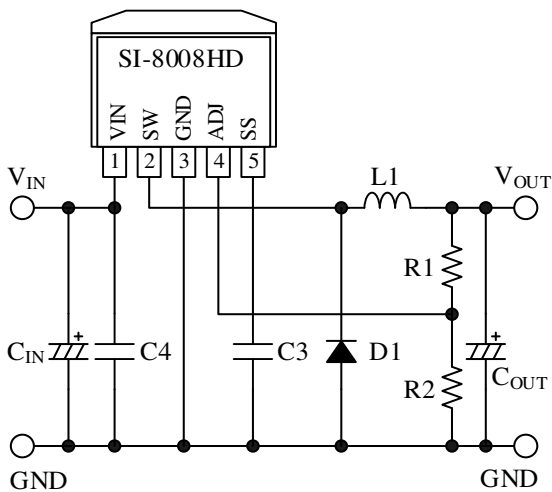 SI-8008HD
VIN
SW
GND
ADJ
SS
1 2 3 4 5
VIN
L1
VOUT
R1
CIN
+
C4
C3
D1
R2
+
COUT
GND
GND